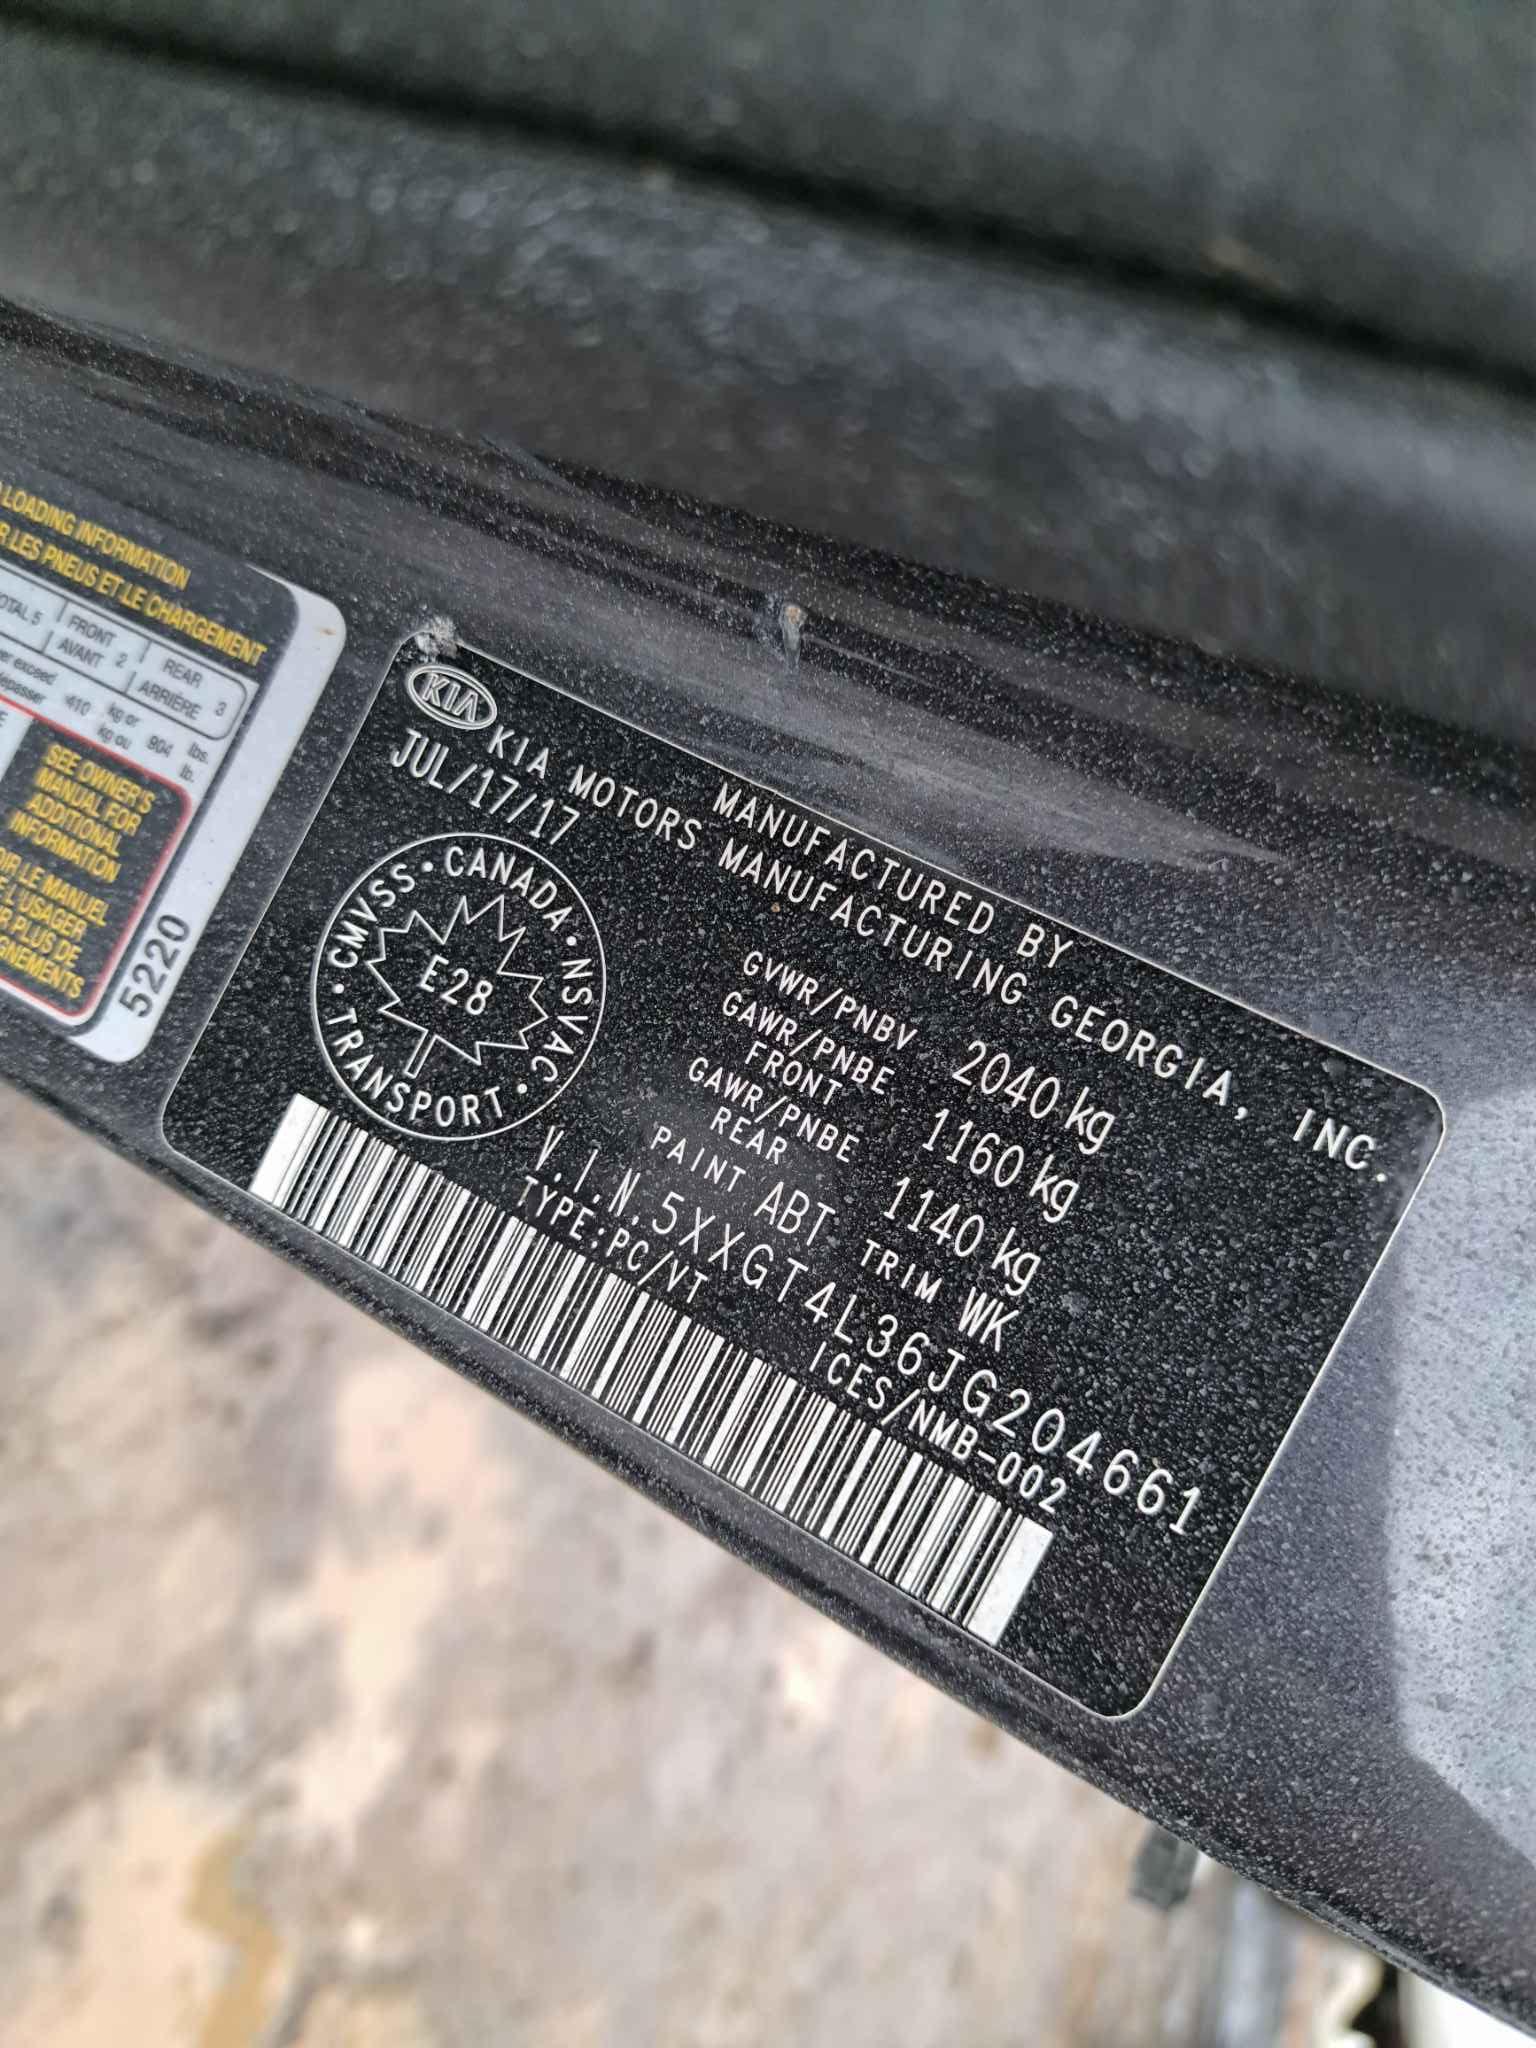 LOADING INFORMATION
LES PNEUS ET LE CHARGEMENT
5 FRONT 2 REAR 3
AVANT ARRIÈRE
exceed 410 kg or 904 lbs.
kg ou lb.
SEE OWNER'S
MANUAL FOR
ADDITIONAL
INFORMATION
LE MANUEL
L'USAGER
PLUS DE
5220
KIA
MANUFACTURED BY
KIA MOTORS MANUFACTURING GEORGIA, INC.
JUL/17/17
GVWR/PNBV 2040 kg
GAWR/PNBE
FRONT 1160 kg
GAWR/PNBE
REAR 1140 kg
CANADA · NSVAC · TRANSPORT · CMVSS ·
E28
PAINT ABT TRIM WK
V.I.N. 5XXGT4L36JG204661
TYPE:PC/VT ICES/NMB-002